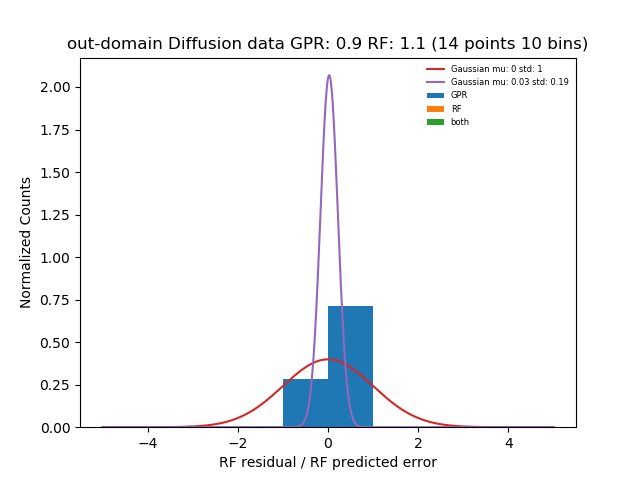 out-domain Diffusion data GPR: 0.9 RF: 1.1 (14 points 10 bins)
Gaussian mu: 0 std: 1
Gaussian mu: 0.03 std: 0.19
GPR
RF
both
2.00
1.75
1.50
1.25
1.00
0.75
0.50
0.25
0.00
Normalized Counts
−4
−2
0
2
4
RF residual / RF predicted error